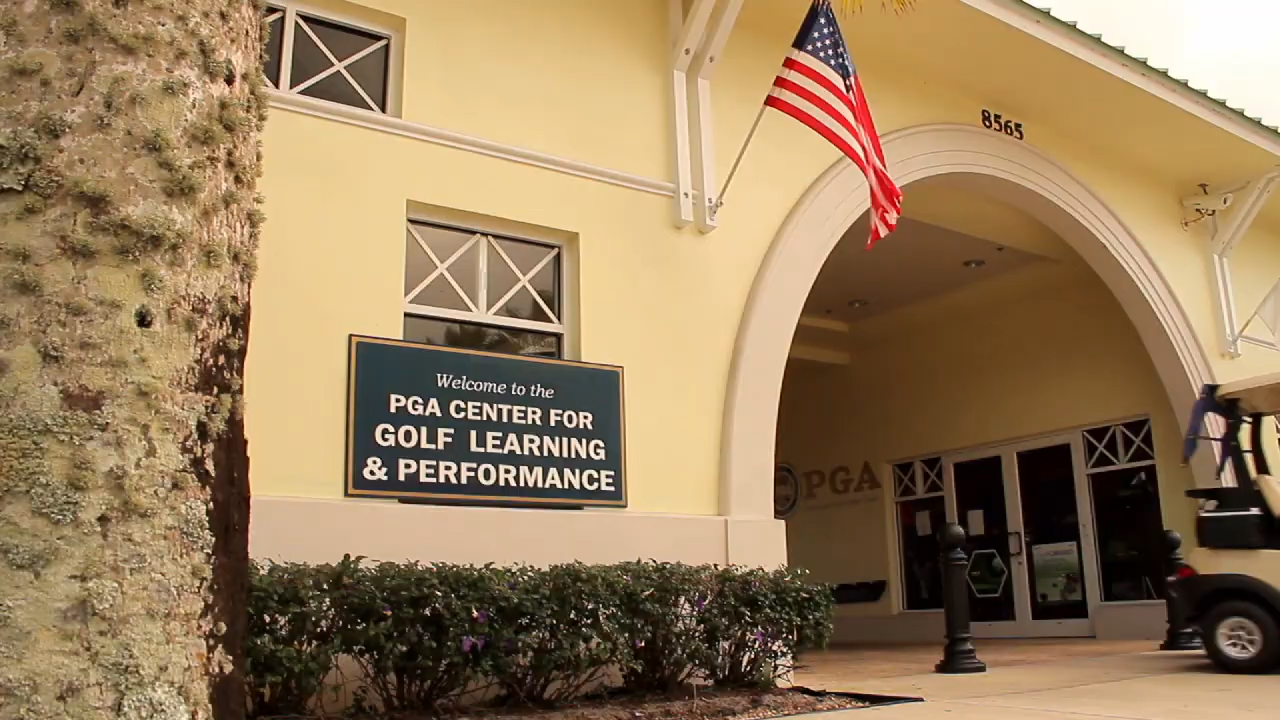 8565
Welcome to the
PGA CENTER FOR
GOLF LEARNING
& PERFORMANCE
PGA